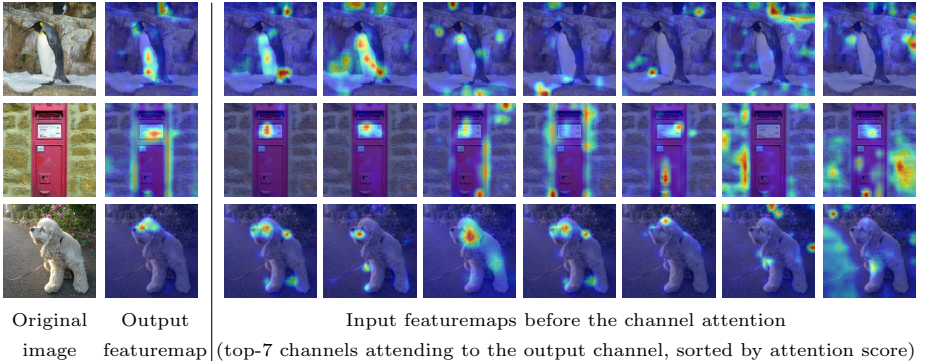 Original
image
Output
featuremap
Input featuremaps before the channel attention
(top-7 channels attending to the output channel, sorted by attention score)